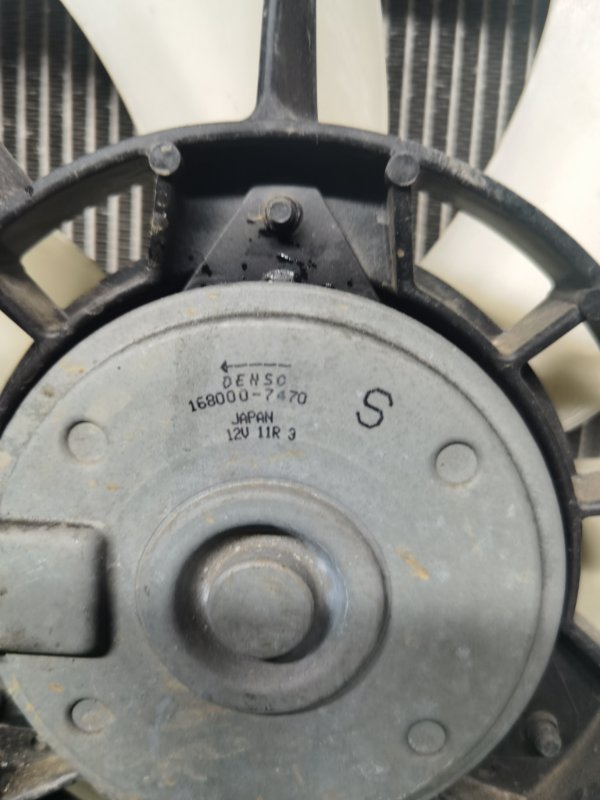 DENSO
168000-7470
S
JAPAN
12V 11R 3